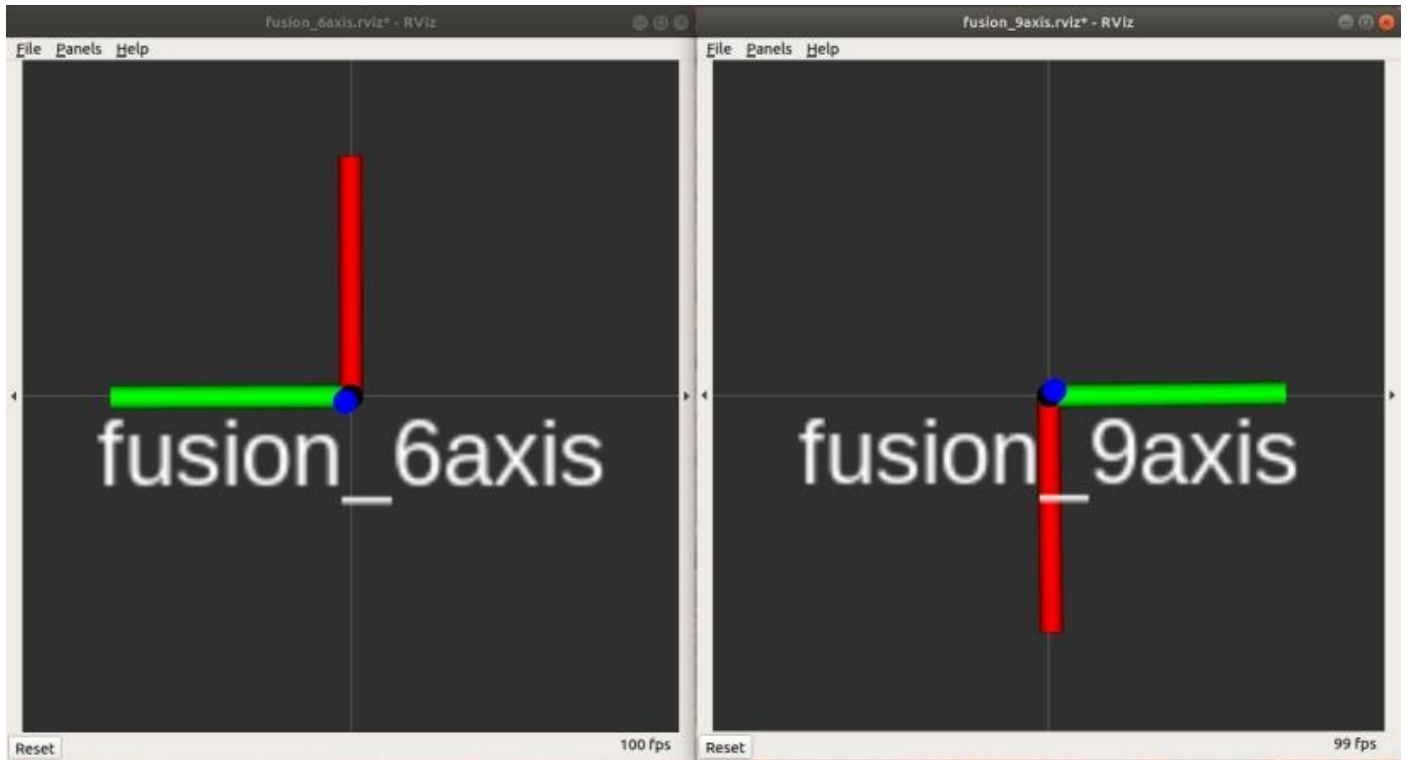 fusion_6axis.rviz* - RViz
File Panels Help
fusion_6axis
Reset
100 fps
fusion_9axis.rviz* - RViz
File Panels Help
fusion_9axis
Reset
99 fps